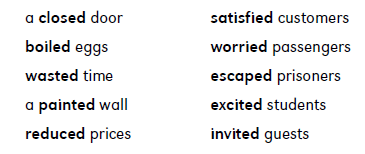 a closed door
boiled eggs
wasted time
a painted wall
reduced prices
satisfied customers
worried passengers
escaped prisoners
excited students
invited guests